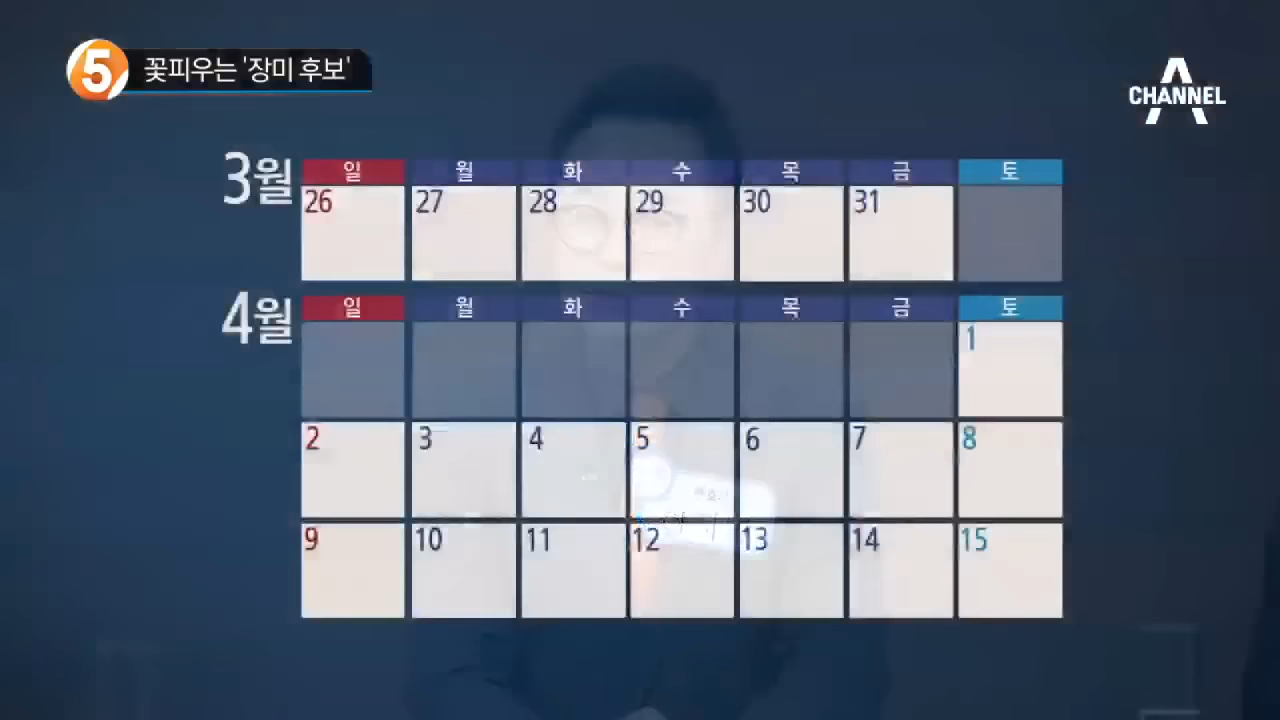 5 꽃피우는 '장미 후보'
CHANNEL A
3월 일 월 화 수 목 금 토
26 27 28 29 30 31
4월 일 월 화 수 목 금 토
1
2 3 4 5 6 7 8
9 10 11 12 13 14 15